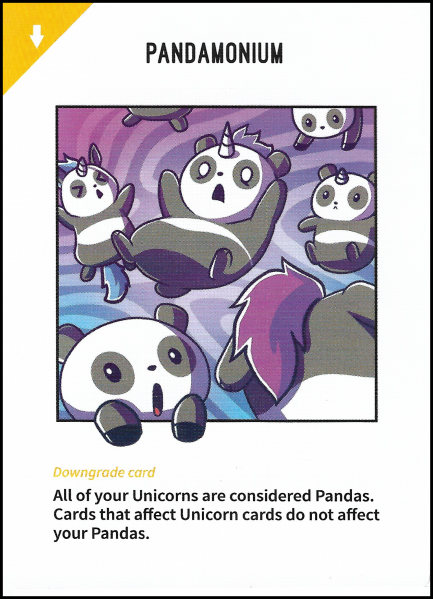 PANDAMONIUM
Downgrade card
All of your Unicorns are considered Pandas.
Cards that affect Unicorn cards do not affect
your Pandas.